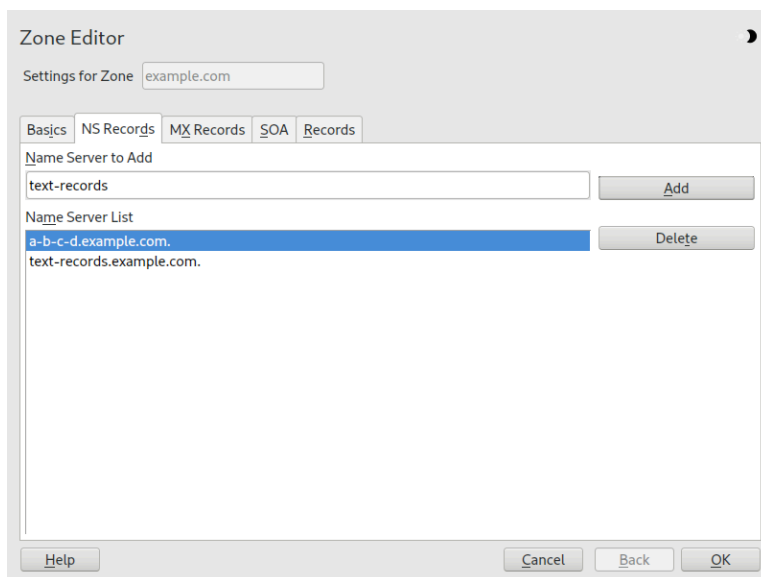 Zone Editor
Settings for Zone example.com
Basics NS Records MX Records SOA Records
Name Server to Add
text-records Add
Name Server List
a-b-c-d.example.com. Delete
text-records.example.com.
Help Cancel Back OK